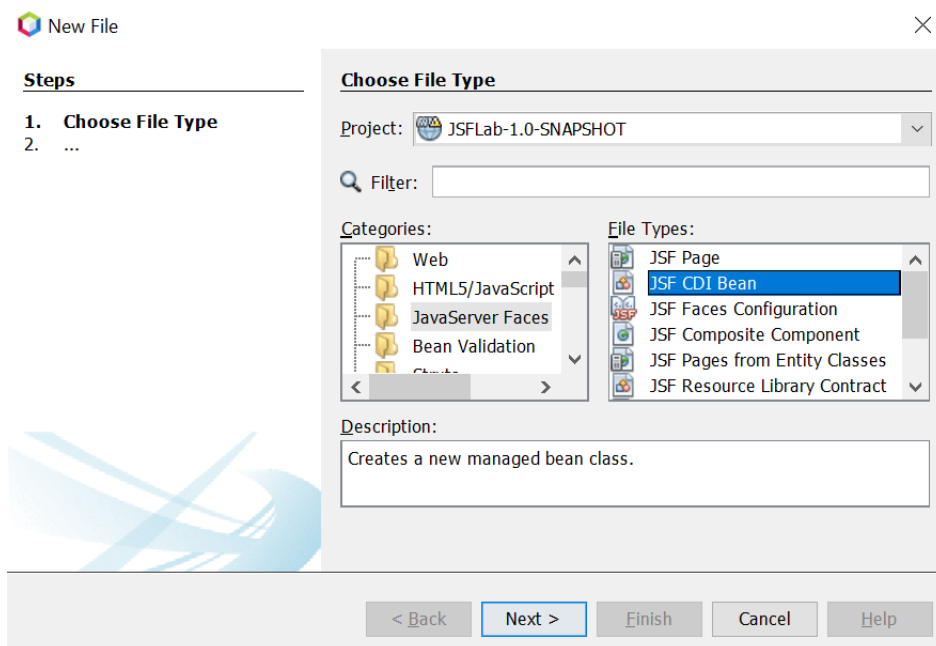 New File
Steps
1. Choose File Type
2. ...
Choose File Type
Project: JSFLab-1.0-SNAPSHOT
Filter:
Categories:
Web
HTML5/JavaScript
JavaServer Faces
Bean Validation
File Types:
JSF Page
JSF CDI Bean
JSF Faces Configuration
JSF Composite Component
JSF Pages from Entity Classes
JSF Resource Library Contract
Description:
Creates a new managed bean class.
< Back
Next >
Finish
Cancel
Help